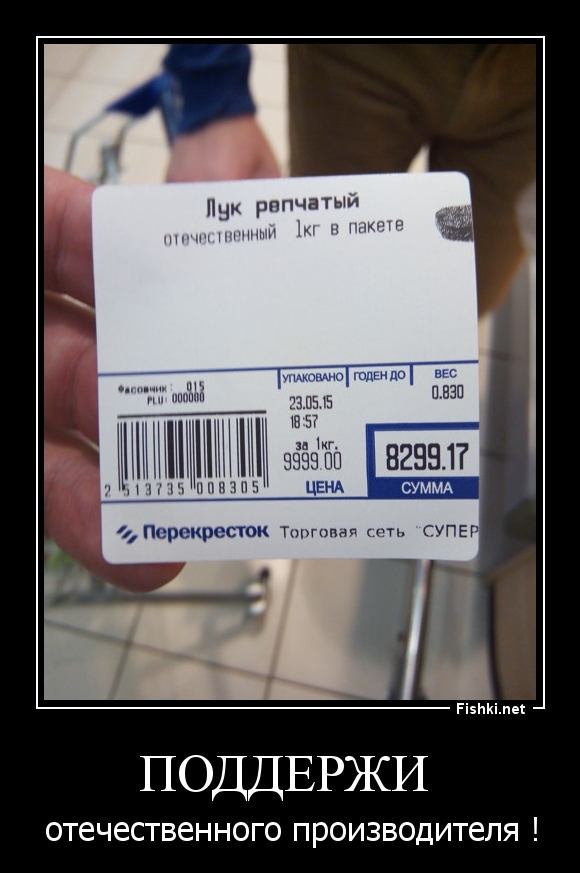 Лук репчатый
отечественный 1кг в пакете
Фасовщик: 015
PLU: 000000
УПАКОВАНО
ГОДЕН ДО
ВЕС
23.05.15
18:57
0.830
за 1кг.
9999.00
ЦЕНА
8299.17
СУММА
2 513735 008305
Перекресток Торговая сеть "СУПЕР
Fishki.net
ПОДДЕРЖИ
отечественного производителя !